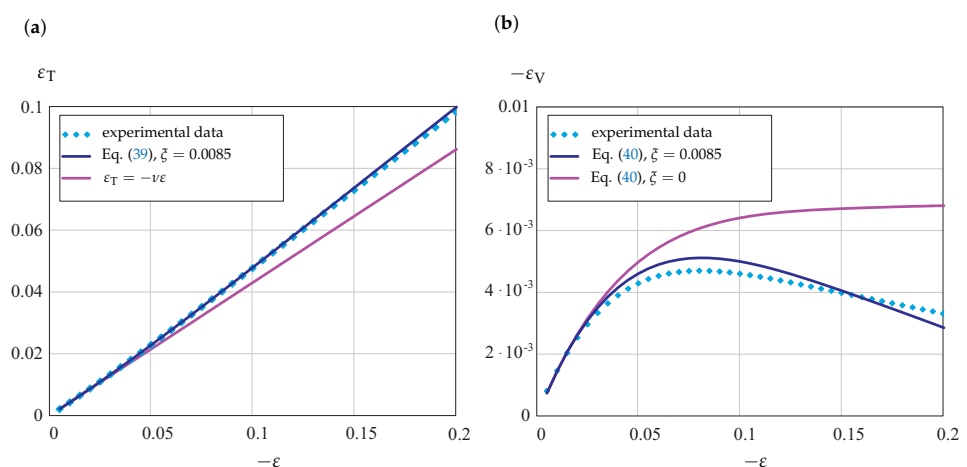 (a)
εT
0.1
0.08
0.06
0.04
0.02
0
experimental data
Eq. (39), ξ = 0.0085
εT = −νε
0
0.05
0.1
0.15
0.2
−ε
(b)
−εV
0.01
8 · 10−3
6 · 10−3
4 · 10−3
2 · 10−3
0
experimental data
Eq. (40), ξ = 0.0085
Eq. (40), ξ = 0
0
0.05
0.1
0.15
0.2
−ε